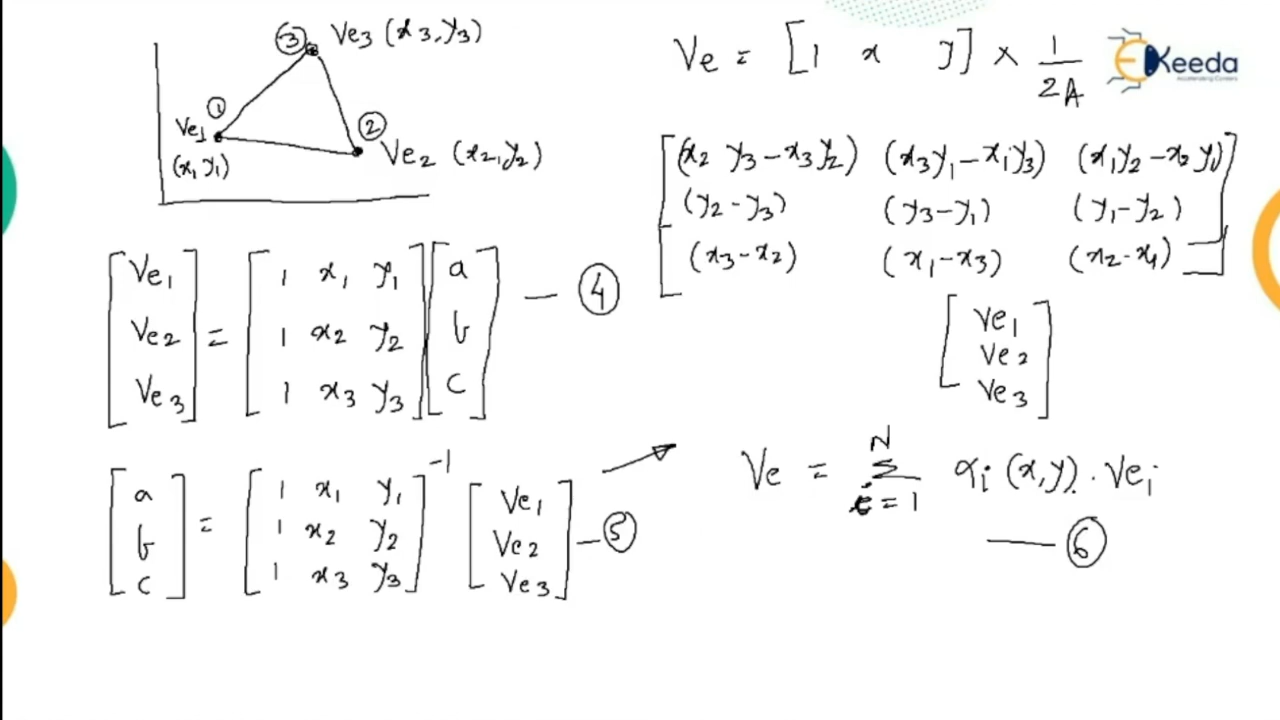 ③ Ve3 (x3,y3)
①
Ve1
(x1 y1)
② Ve2 (x2,y2)
[Ve1 Ve2 Ve3] = [1 x1 y1
1 x2 y2
1 x3 y3] [a b c] — ④
[a b c] = [1 x1 y1
1 x2 y2
1 x3 y3]⁻¹ [Ve1 Ve2 Ve3] — ⑤
Ve = [1 x y] × 1/2A
Keeda
[(x2 y3 − x3 y2) (x3 y1 − x1 y3) (x1 y2 − x2 y1)
(y2 − y3) (y3 − y1) (y1 − y2)
(x3 − x2) (x1 − x3) (x2 − x1)]
[Ve1
Ve2
Ve3]
Ve = Σ N i = 1 αi (x,y). Vei
— ⑥